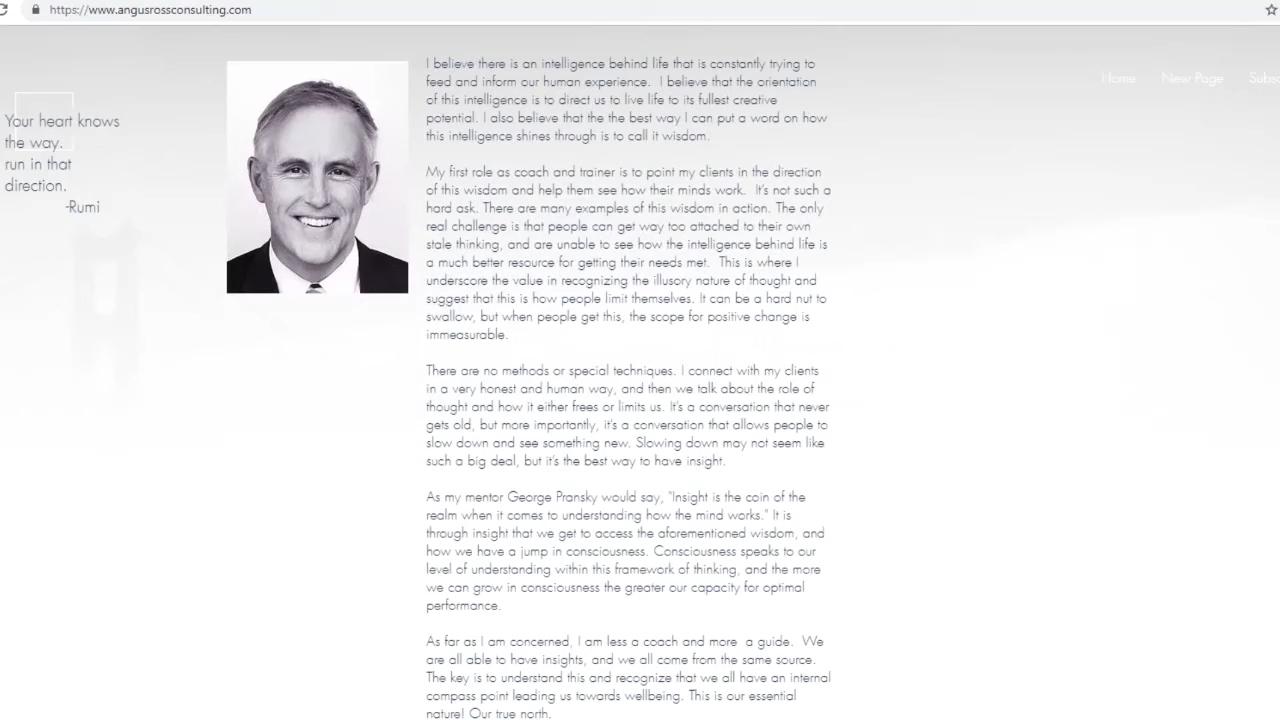 https://www.angusrossconsulting.com
Home New Page
Your heart knows
the way.
run in that
direction.
-Rumi
I believe there is an intelligence behind life that is constantly trying to
feed and inform our human experience.  I believe that the orientation
of this intelligence is to direct us to live life to its fullest creative
potential. I also believe that the the best way I can put a word on how
this intelligence shines through is to call it wisdom.
My first role as coach and trainer is to point my clients in the direction
of this wisdom and help them see how their minds work.  It's not such a
hard ask. There are many examples of this wisdom in action. The only
real challenge is that people can get way too attached to their own
stale thinking, and are unable to see how the intelligence behind life is
a much better resource for getting their needs met.  This is where I
underscore the value in recognizing the illusory nature of thought and
suggest that this is how people limit themselves. It can be a hard nut to
swallow, but when people get this, the scope for positive change is
immeasurable.
There are no methods or special techniques. I connect with my clients
in a very honest and human way, and then we talk about the role of
thought and how it either frees or limits us. It's a conversation that never
gets old, but more importantly, it's a conversation that allows people to
slow down and see something new. Slowing down may not seem like
such a big deal, but it's the best way to have insight.
As my mentor George Pransky would say, "Insight is the coin of the
realm when it comes to understanding how the mind works." It is
through insight that we get to access the aforementioned wisdom, and
how we have a jump in consciousness. Consciousness speaks to our
level of understanding within this framework of thinking, and the more
we can grow in consciousness the greater our capacity for optimal
performance.
As far as I am concerned, I am less a coach and more  a guide.  We
are all able to have insights, and we all come from the same source.
The key is to understand this and recognize that we all have an internal
compass point leading us towards wellbeing. This is our essential
nature! Our true north.